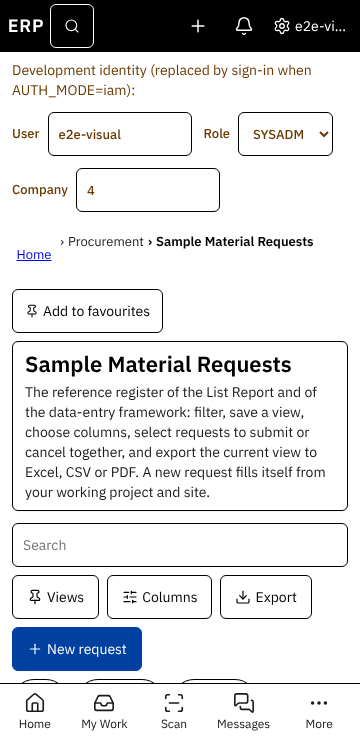 ERP
e2e-vi...
Development identity (replaced by sign-in when
AUTH_MODE=iam):
User e2e-visual Role SYSADM
Company 4
Home › Procurement › Sample Material Requests
Add to favourites
Sample Material Requests
The reference register of the List Report and of
the data-entry framework: filter, save a view,
choose columns, select requests to submit or
cancel together, and export the current view to
Excel, CSV or PDF. A new request fills itself from
your working project and site.
Search
Views Columns Export
New request
Home My Work Scan Messages More